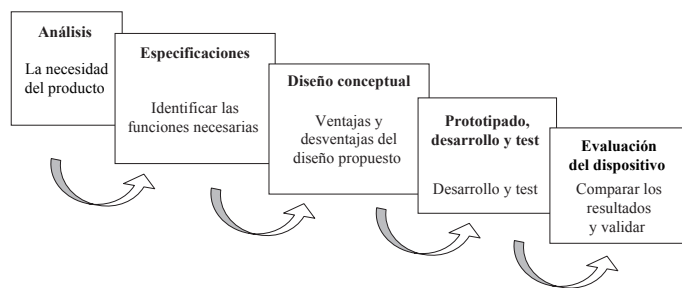 Análisis
La necesidad
del producto
Especificaciones
Identificar las
funciones necesarias
Diseño conceptual
Ventajas y
desventajas del
diseño propuesto
Prototipado,
desarrollo y test
Desarrollo y test
Evaluación
del dispositivo
Comparar los
resultados
y validar